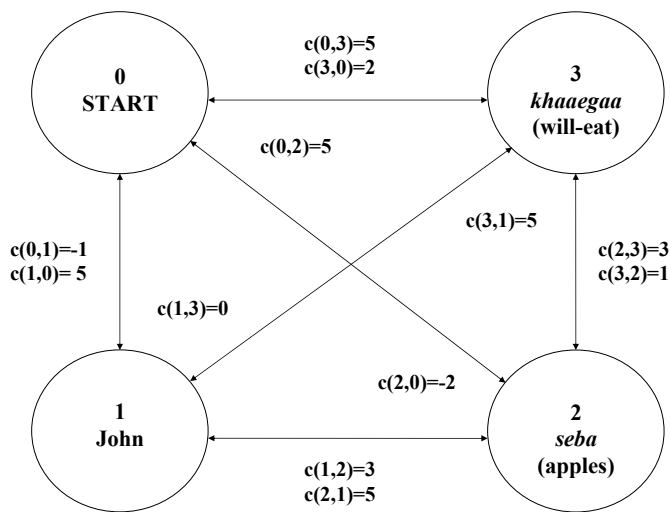 0
START
c(0,3)=5
c(3,0)=2
3
khaaegaa
(will-eat)
c(0,2)=5
c(3,1)=5
c(0,1)=-1
c(1,0)= 5
c(2,3)=3
c(3,2)=1
c(1,3)=0
c(2,0)=-2
1
John
c(1,2)=3
c(2,1)=5
2
seba
(apples)